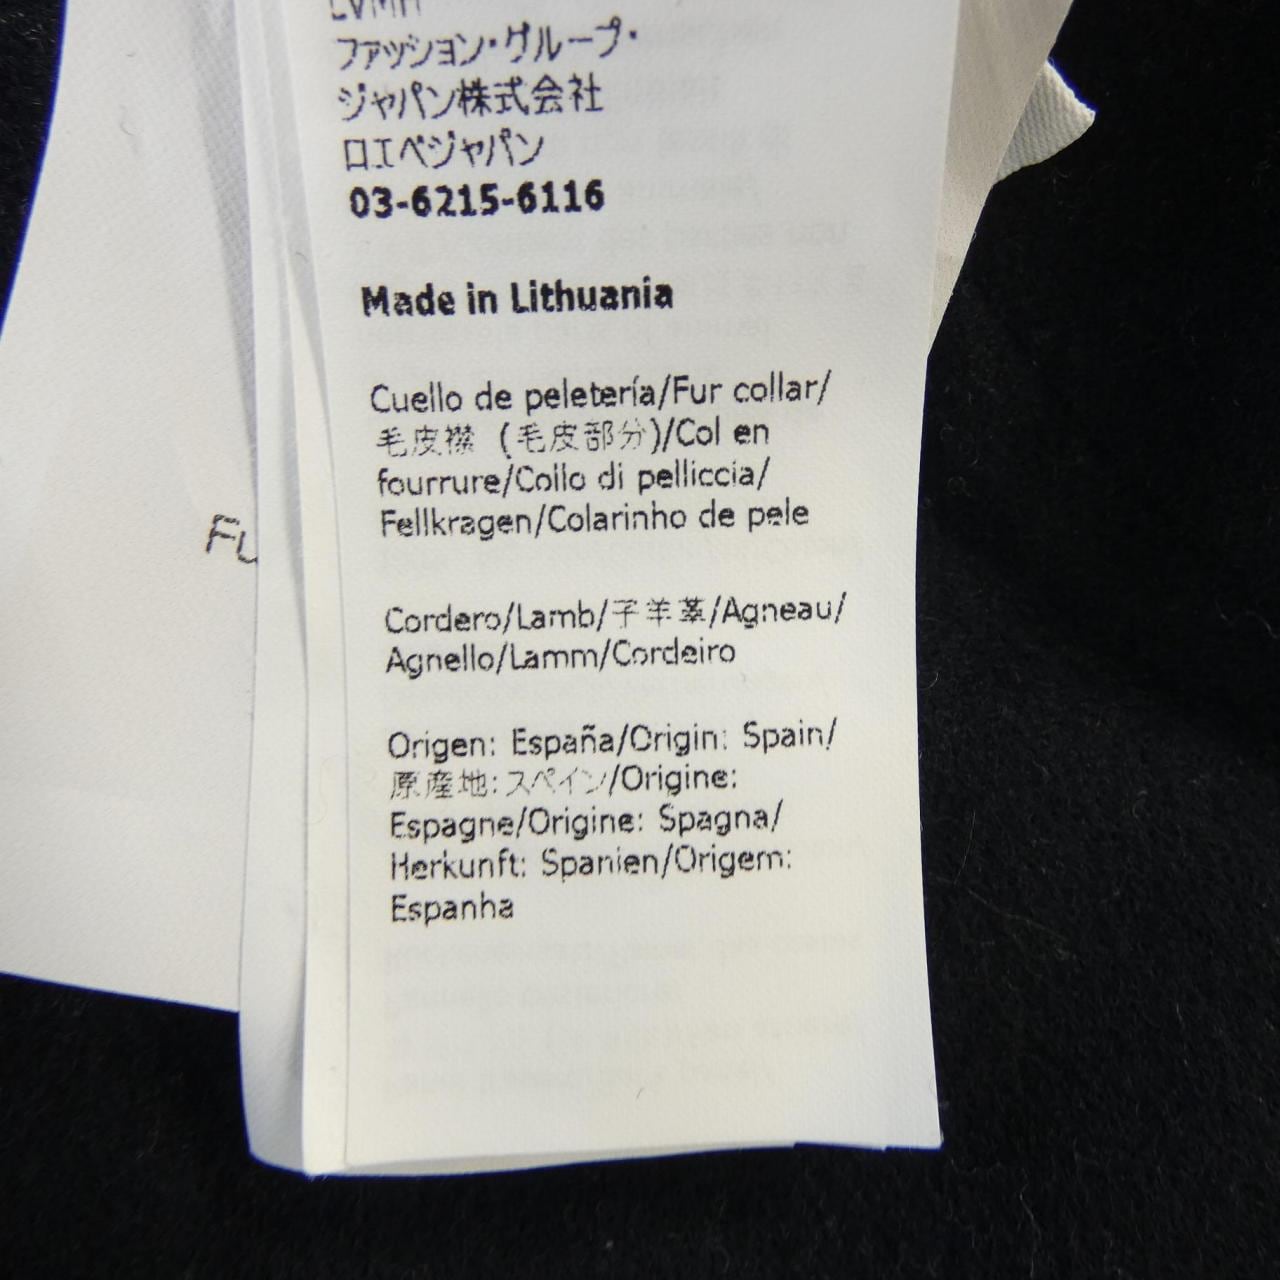 LVMH
ファッション・グループ・
ジャパン株式会社
ロエベジャパン
03-6215-6116
Made in Lithuania
Cuello de peletería/Fur collar/
毛皮襟 (毛皮部分)/Col en
fourrure/Collo di pelliccia/
Fellkragen/Colarinho de pele
Cordero/Lamb/子羊革/Agneau/
Agnello/Lamm/Cordeiro
Origen: España/Origin: Spain/
原産地:スペイン/Origine:
Espagne/Origine: Spagna/
Herkunft: Spanien/Origem:
Espanha